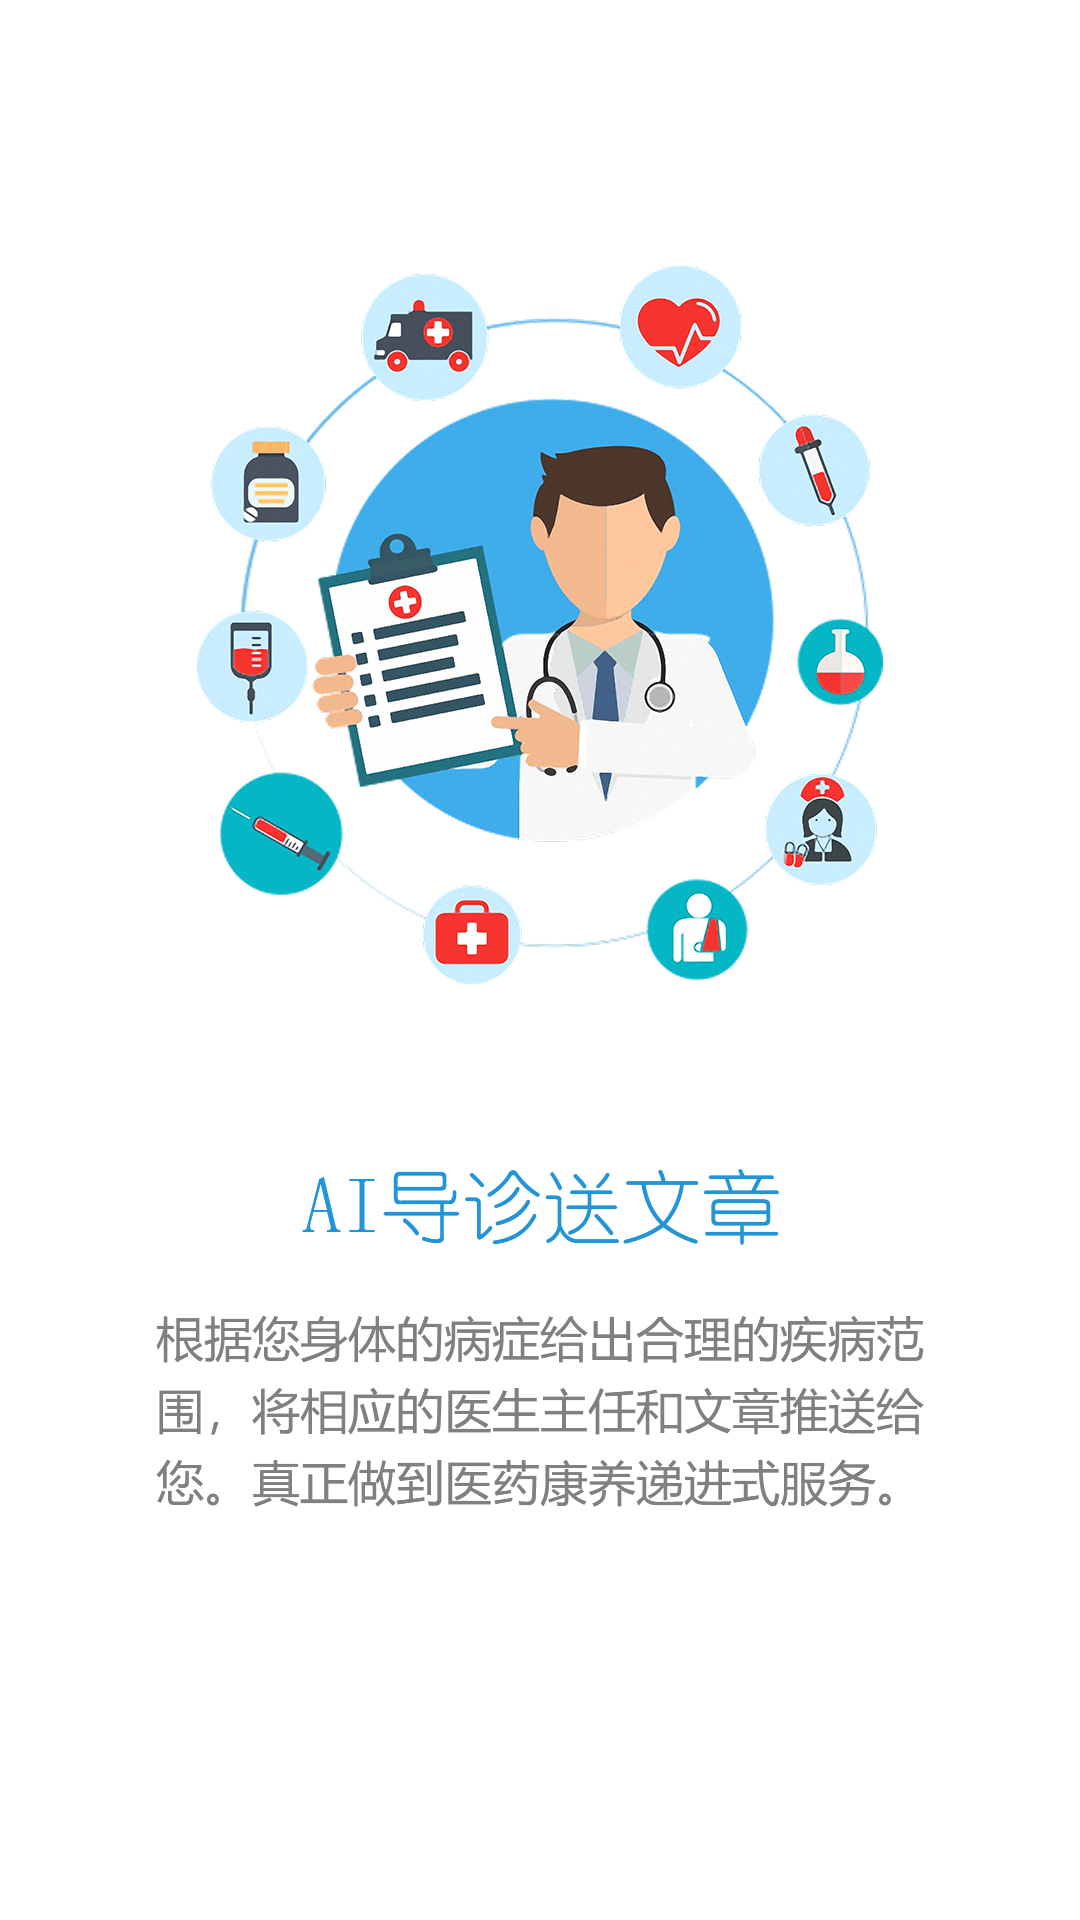 AI导诊送文章
根据您身体的病症给出合理的疾病范
围，将相应的医生主任和文章推送给
您。真正做到医药康养递进式服务。